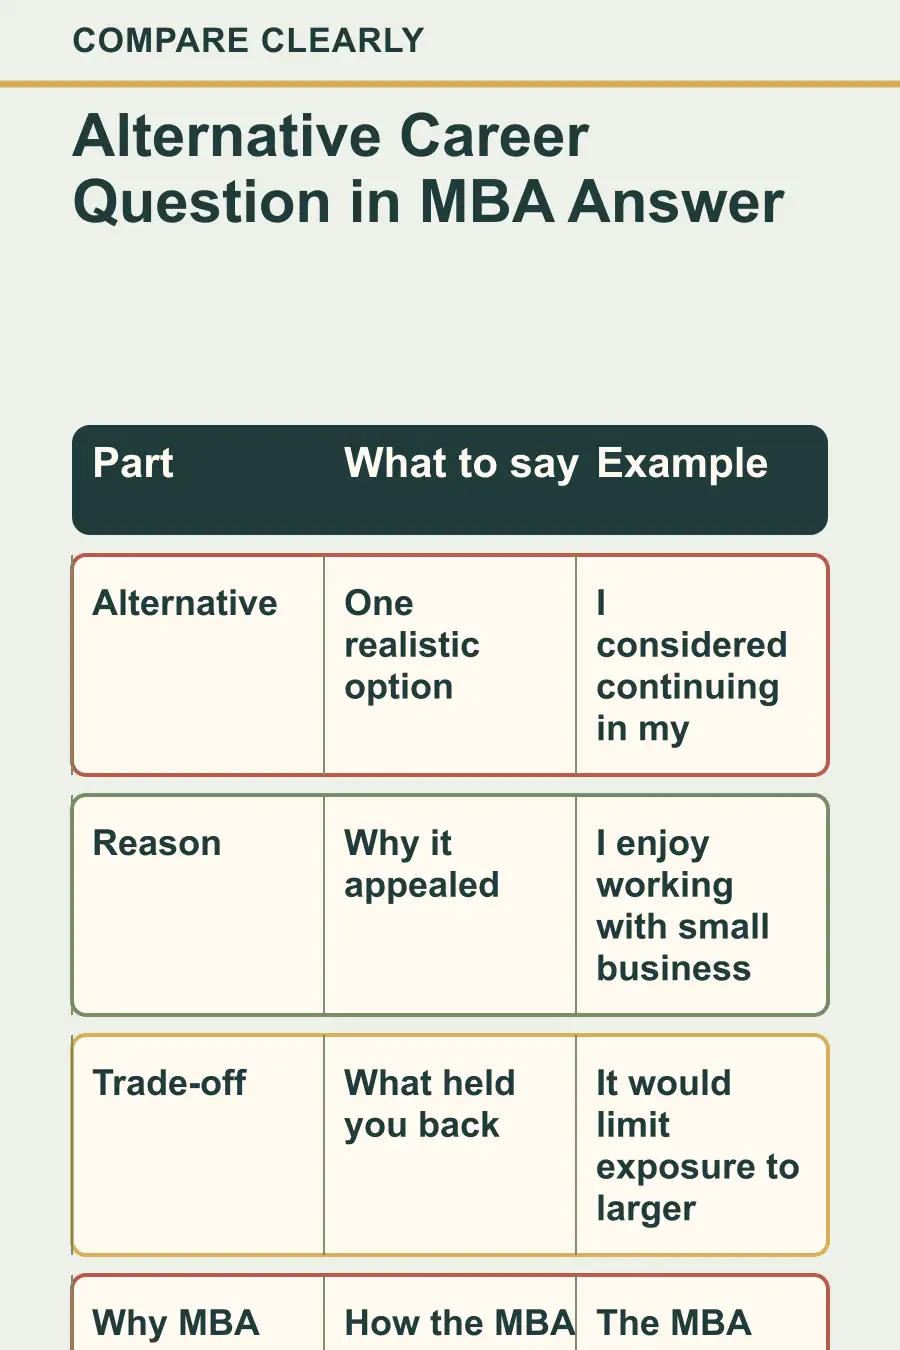 COMPARE CLEARLY
Alternative Career
Question in MBA Answer
Part What to say Example
Alternative
One
realistic
option
I
considered
continuing
in my
Reason
Why it
appealed
I enjoy
working
with small
business
Trade-off
What held
you back
It would
limit
exposure to
larger
Why MBA
How the MBA
The MBA